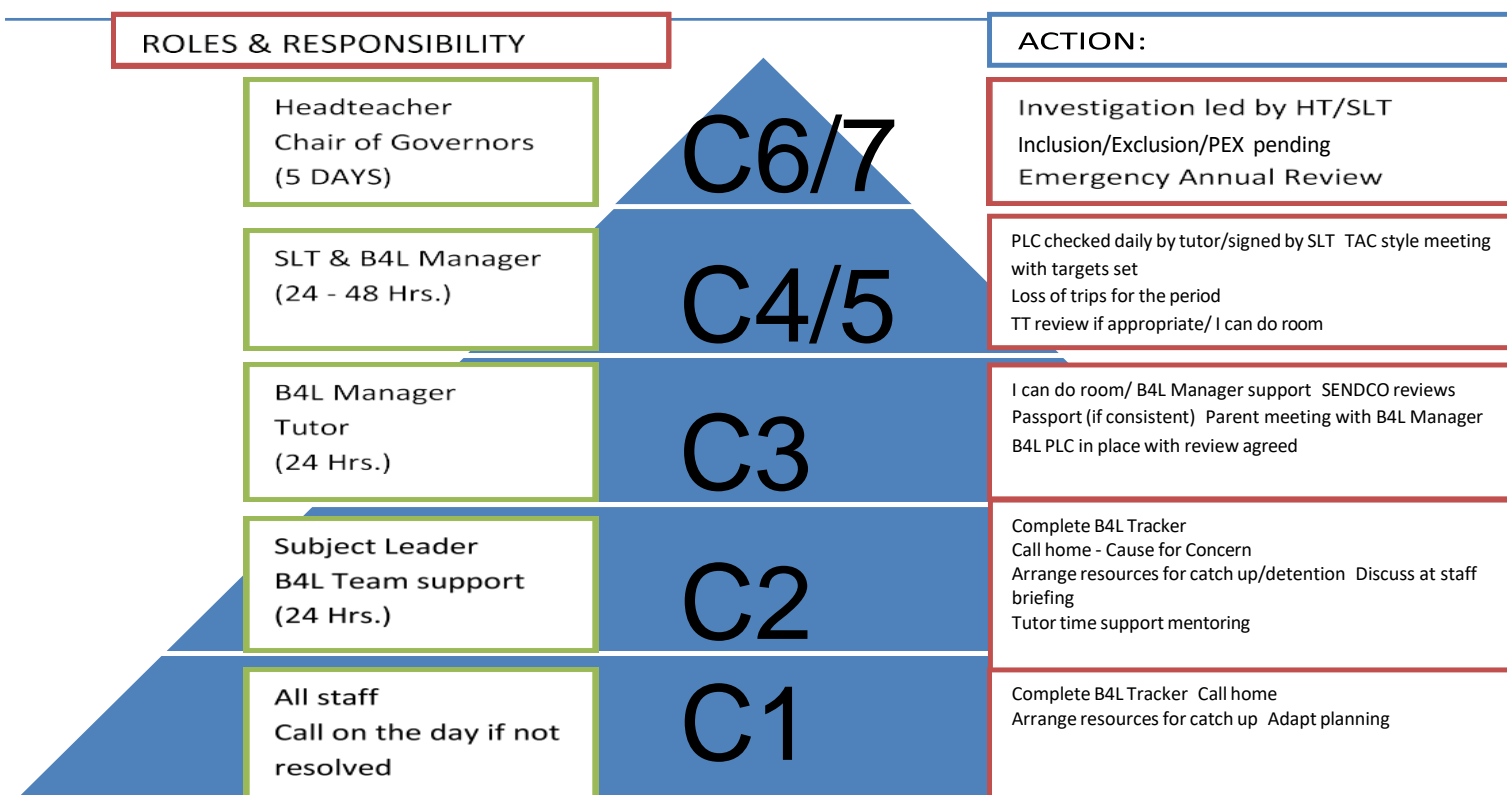 ROLES & RESPONSIBILITY
ACTION:
Headteacher
Chair of Governors
(5 DAYS)
C6/7
Investigation led by HT/SLT
Inclusion/Exclusion/PEX pending
Emergency Annual Review
SLT & B4L Manager
(24 - 48 Hrs.)
C4/5
PLC checked daily by tutor/signed by SLT TAC style meeting
with targets set
Loss of trips for the period
TT review if appropriate/ I can do room
B4L Manager
Tutor
(24 Hrs.)
C3
I can do room/ B4L Manager support SENDCO reviews
Passport (if consistent) Parent meeting with B4L Manager
B4L PLC in place with review agreed
Subject Leader
B4L Team support
(24 Hrs.)
C2
Complete B4L Tracker
Call home - Cause for Concern
Arrange resources for catch up/detention Discuss at staff
briefing
Tutor time support mentoring
All staff
Call on the day if not
resolved
C1
Complete B4L Tracker Call home
Arrange resources for catch up Adapt planning